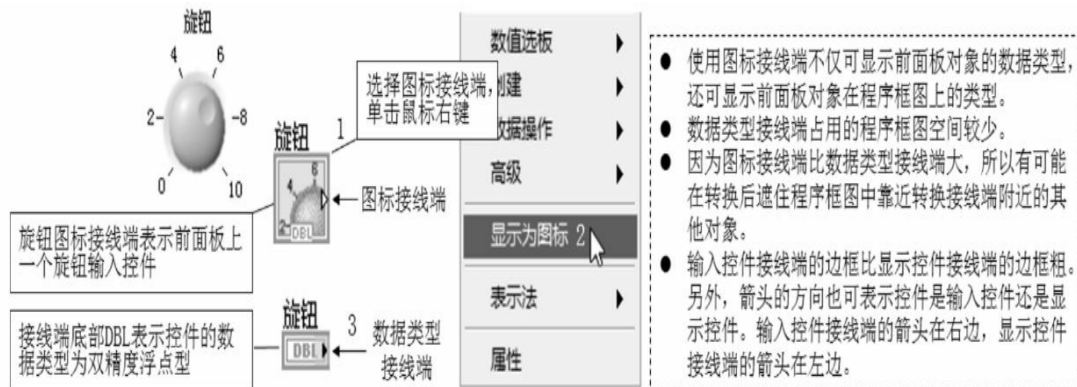 旋钮
4
6
2
8
0
10
旋钮图标接线端表示前面板上
一个旋钮输入控件
接线端底部DBL表示控件的数
据类型为双精度浮点型
旋钮
1
选择图标接线端，
单击鼠标右键
图标接线端
4
6
2
DBL
旋钮
3
DBL
数据类型
接线端
数值选板
创建
数据操作
高级
显示为图标 2
表示法
属性
● 使用图标接线端不仅可显示前面板对象的数据类型，
还可显示前面板对象在程序框图上的类型。
● 数据类型接线端占用的程序框图空间较少。
● 因为图标接线端比数据类型接线端大，所以有可能
在转换后遮住程序框图中靠近转换接线端附近的其
他对象。
● 输入控件接线端的边框比显示控件接线端的边框粗。
另外，箭头的方向也可表示控件是输入控件还是显
示控件。输入控件接线端的箭头在右边，显示控件
接线端的箭头在左边。